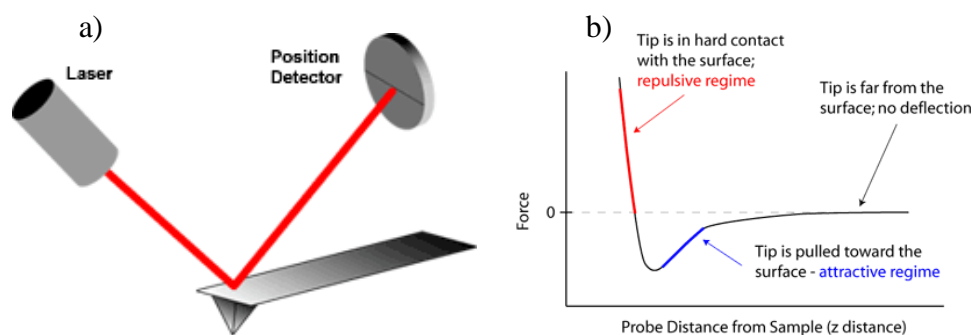 a)
Laser
Position
Detector
b)
Tip is in hard contact
with the surface;
repulsive regime
Tip is far from the
surface; no deflection
Force
0
Tip is pulled toward the
surface - attractive regime
Probe Distance from Sample (z distance)